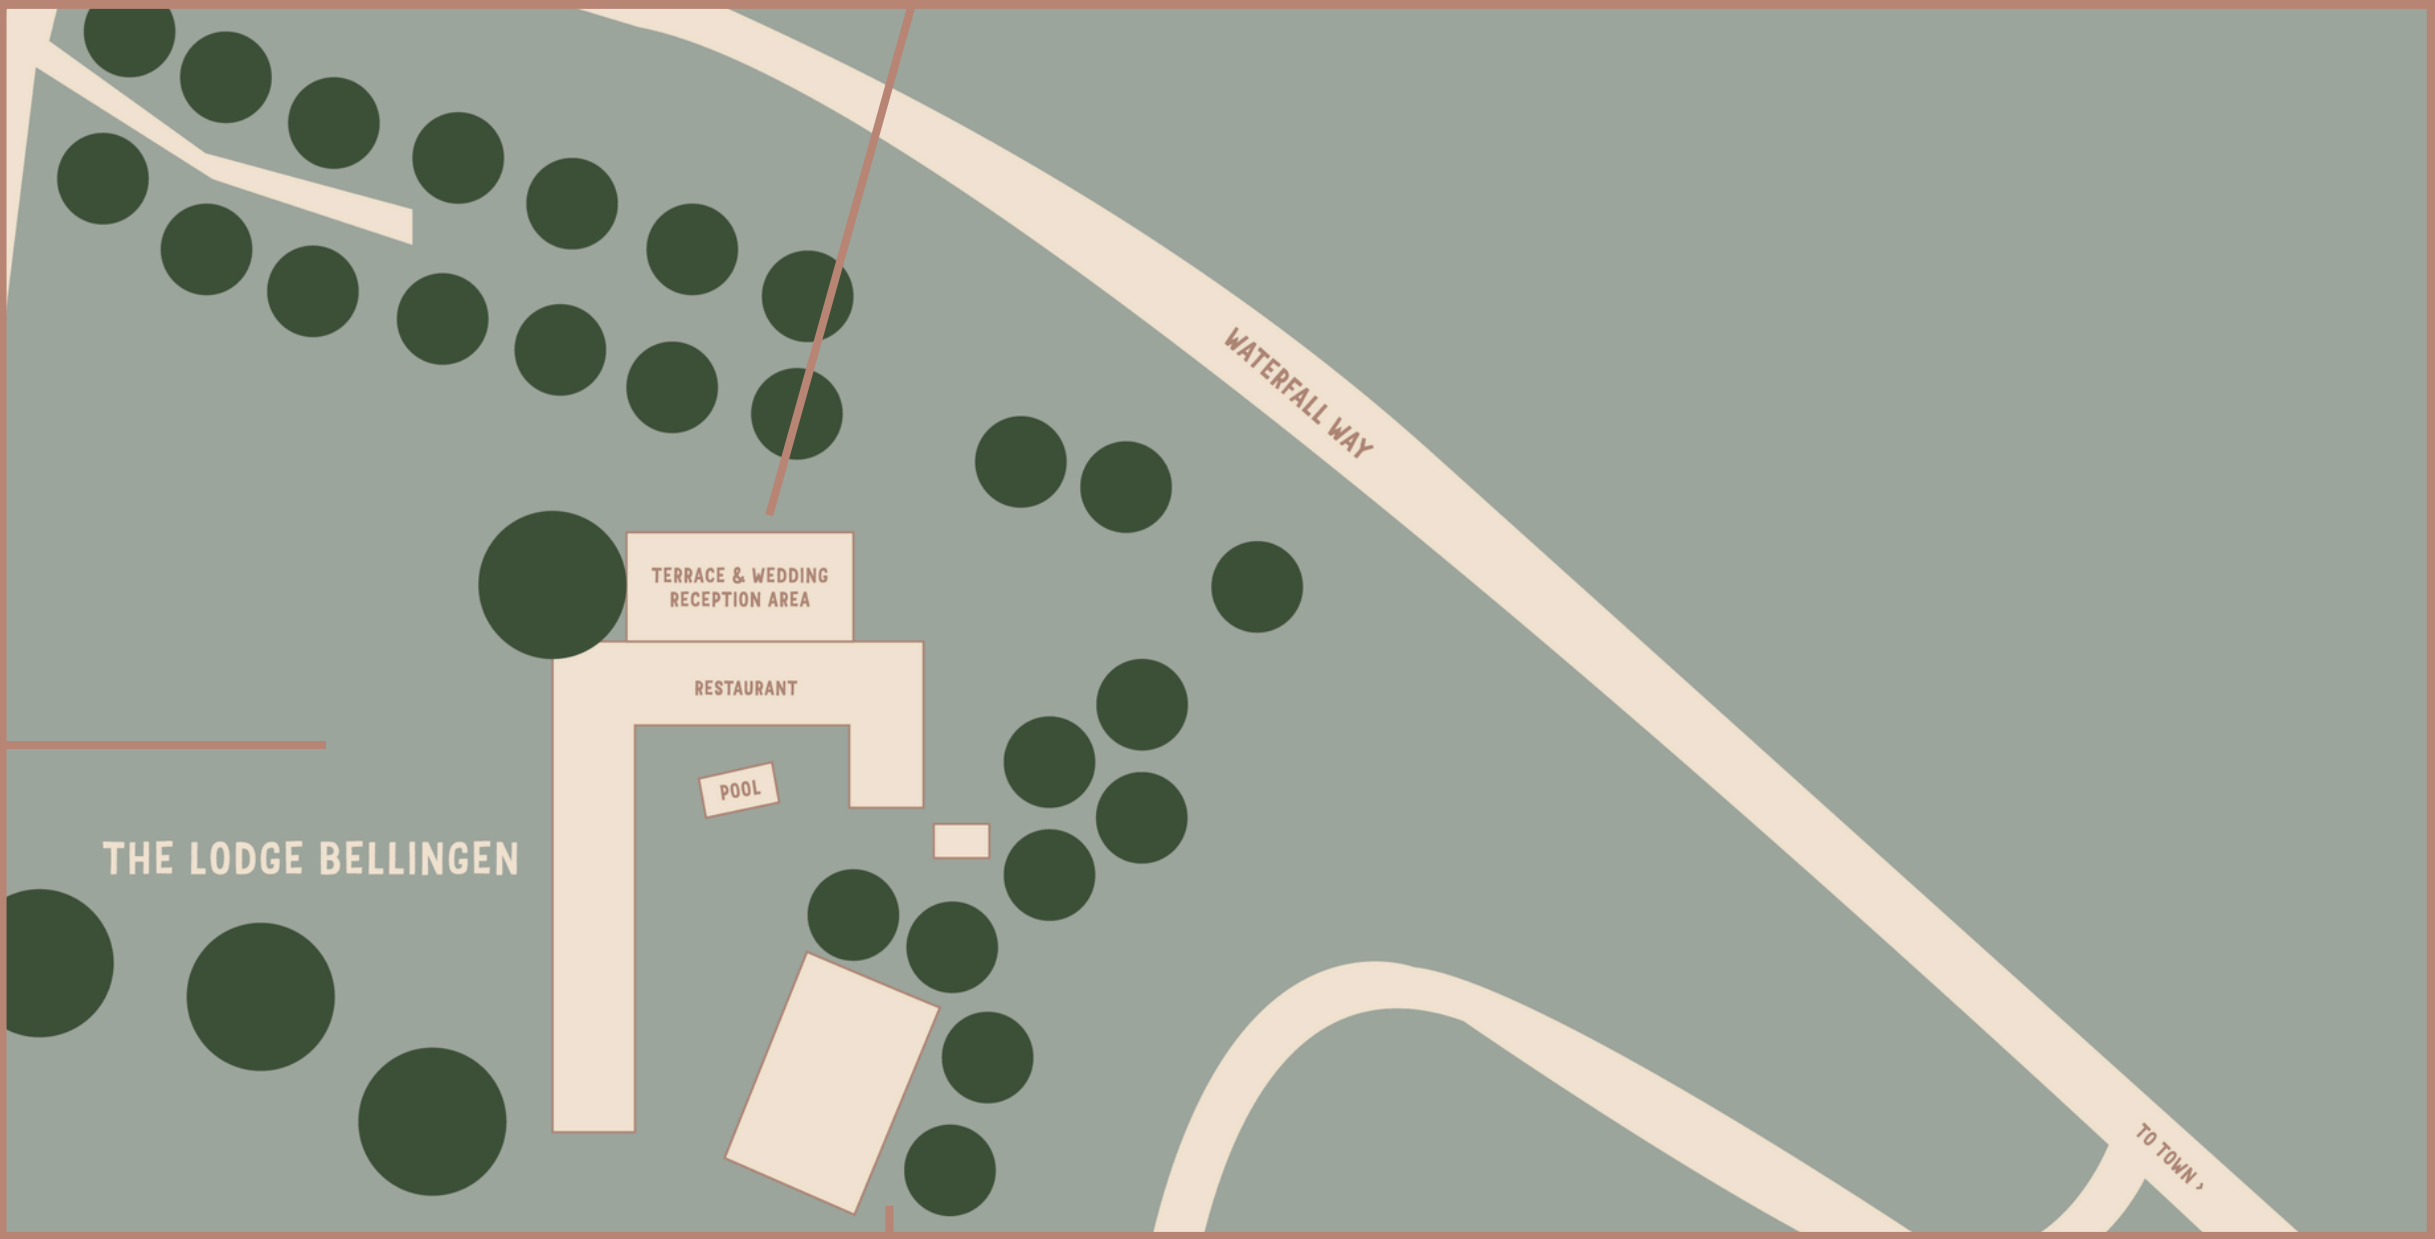 WATERFALL WAY
TERRACE & WEDDING
RECEPTION AREA
RESTAURANT
POOL
THE LODGE BELLINGEN
TO TOWN ›